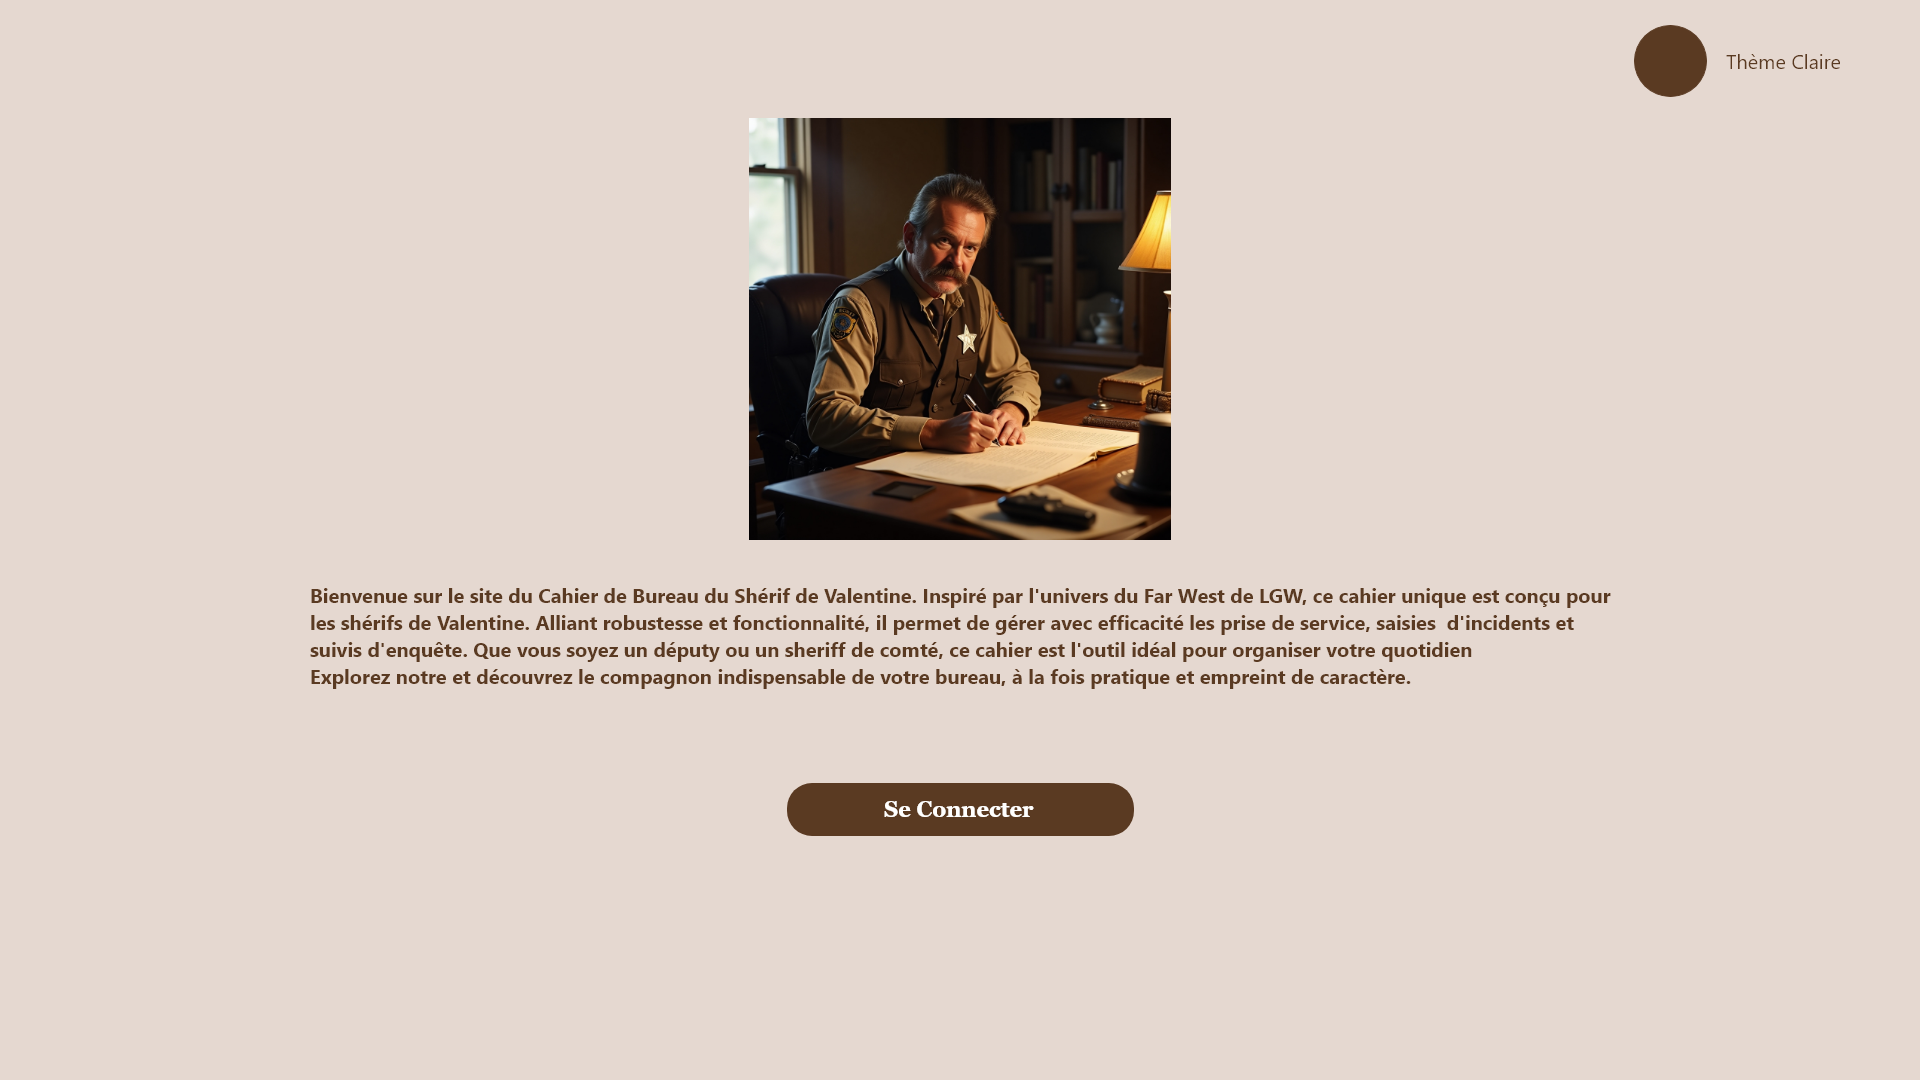 Thème Claire
Bienvenue sur le site du Cahier de Bureau du Shérif de Valentine. Inspiré par l'univers du Far West de LGW, ce cahier unique est conçu pour
les shérifs de Valentine. Alliant robustesse et fonctionnalité, il permet de gérer avec efficacité les prise de service, saisies  d'incidents et
suivis d'enquête. Que vous soyez un députy ou un sheriff de comté, ce cahier est l'outil idéal pour organiser votre quotidien
Explorez notre et découvrez le compagnon indispensable de votre bureau, à la fois pratique et empreint de caractère.
Se Connecter